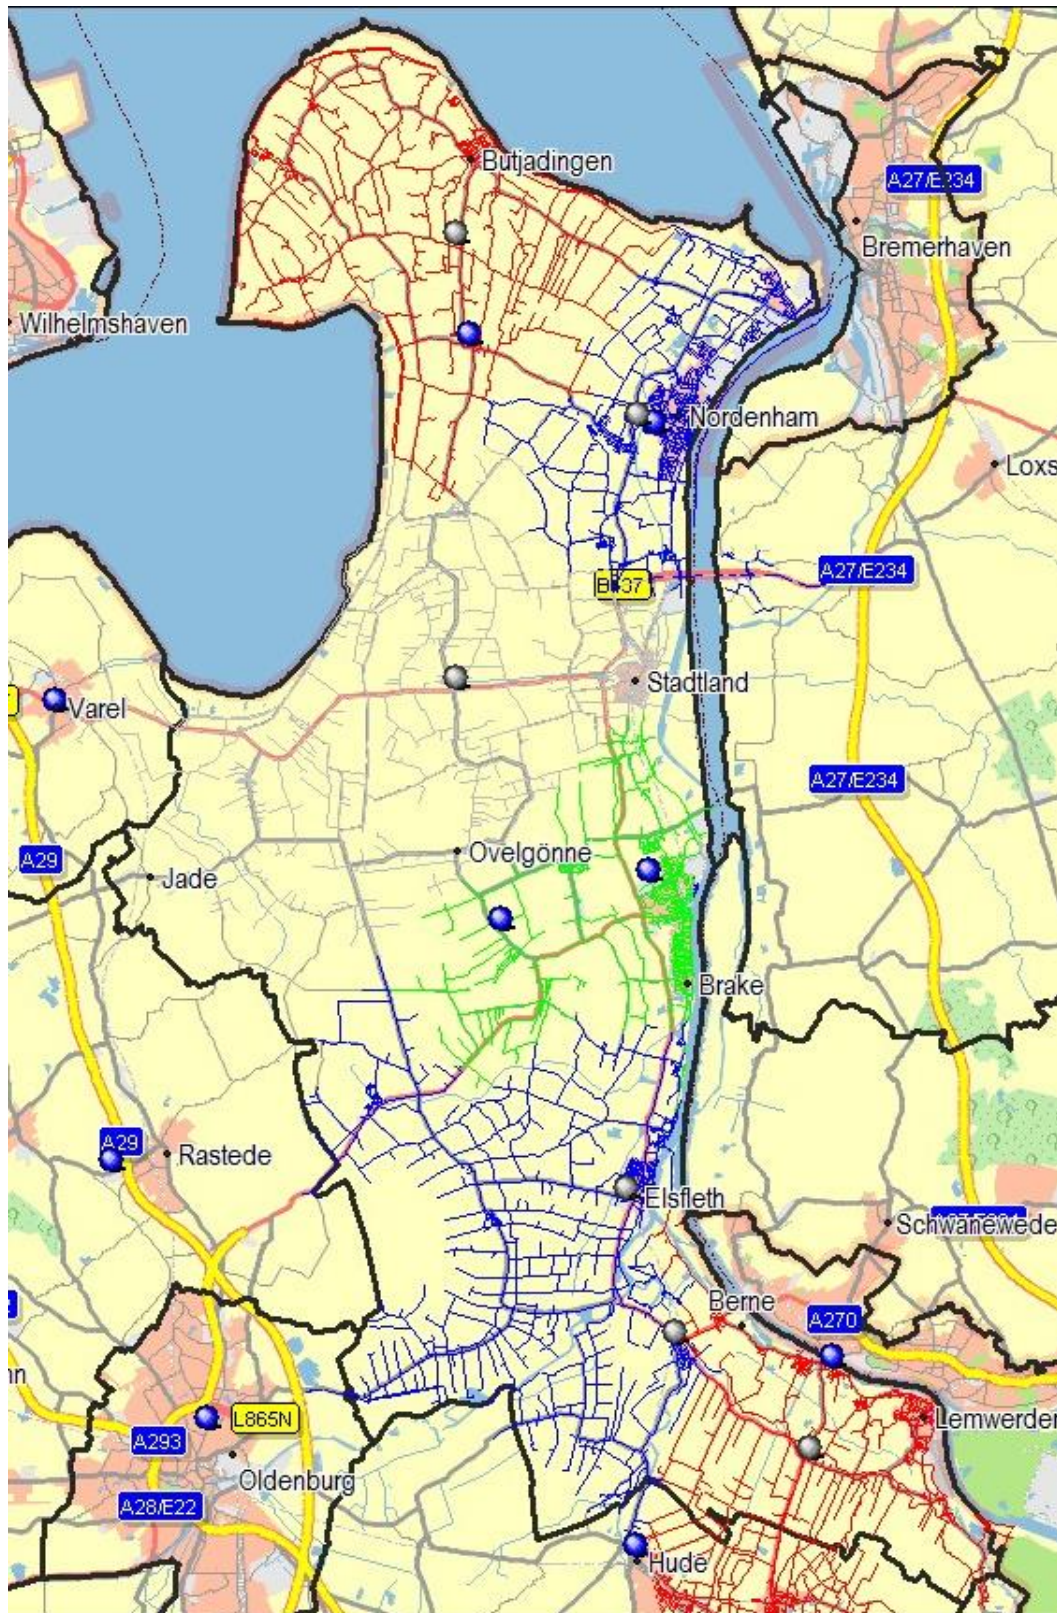 Butjadingen
A27/E234
Bremerhaven
Wilhelmshaven
Nordenham
Loxs
A27/E234
Stadtland
Varel
A27/E234
A29
Ovelgönne
Jade
Brake
A29
Rastede
Elsfleth
Schwanewede
Berne
A270
L865N
Lemwerder
A293
Oldenburg
A28/E22
Hude